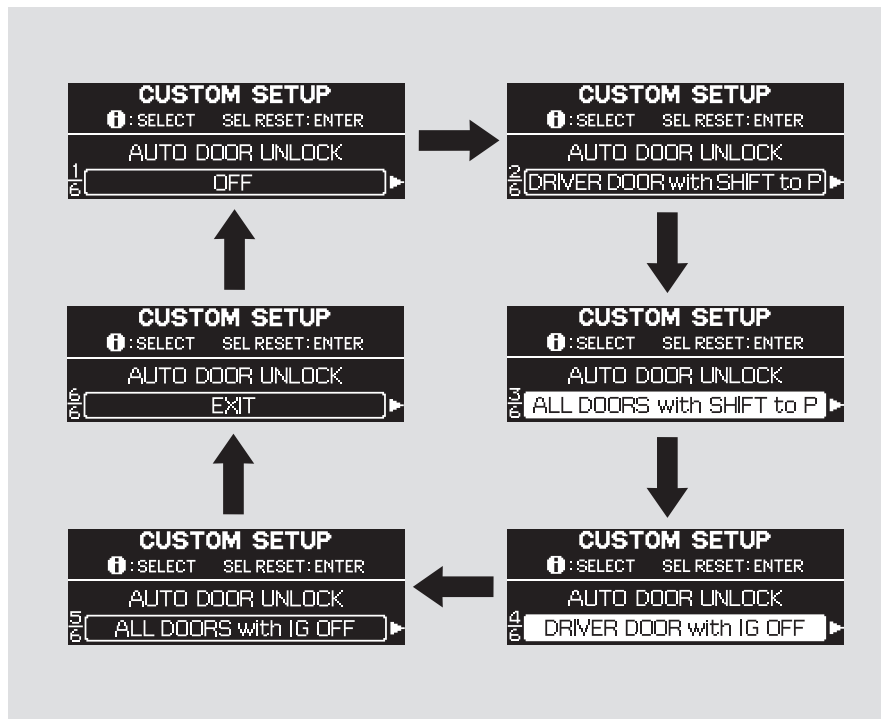 CUSTOM SETUP
i:SELECT SEL RESET:ENTER
AUTO DOOR UNLOCK
1/6 OFF
CUSTOM SETUP
i:SELECT SEL RESET:ENTER
AUTO DOOR UNLOCK
2/6 DRIVER DOOR with SHIFT to P
CUSTOM SETUP
i:SELECT SEL RESET:ENTER
AUTO DOOR UNLOCK
6/6 EXIT
CUSTOM SETUP
i:SELECT SEL RESET:ENTER
AUTO DOOR UNLOCK
3/6 ALL DOORS with SHIFT to P
CUSTOM SETUP
i:SELECT SEL RESET:ENTER
AUTO DOOR UNLOCK
5/6 ALL DOORS with IG OFF
CUSTOM SETUP
i:SELECT SEL RESET:ENTER
AUTO DOOR UNLOCK
4/6 DRIVER DOOR with IG OFF